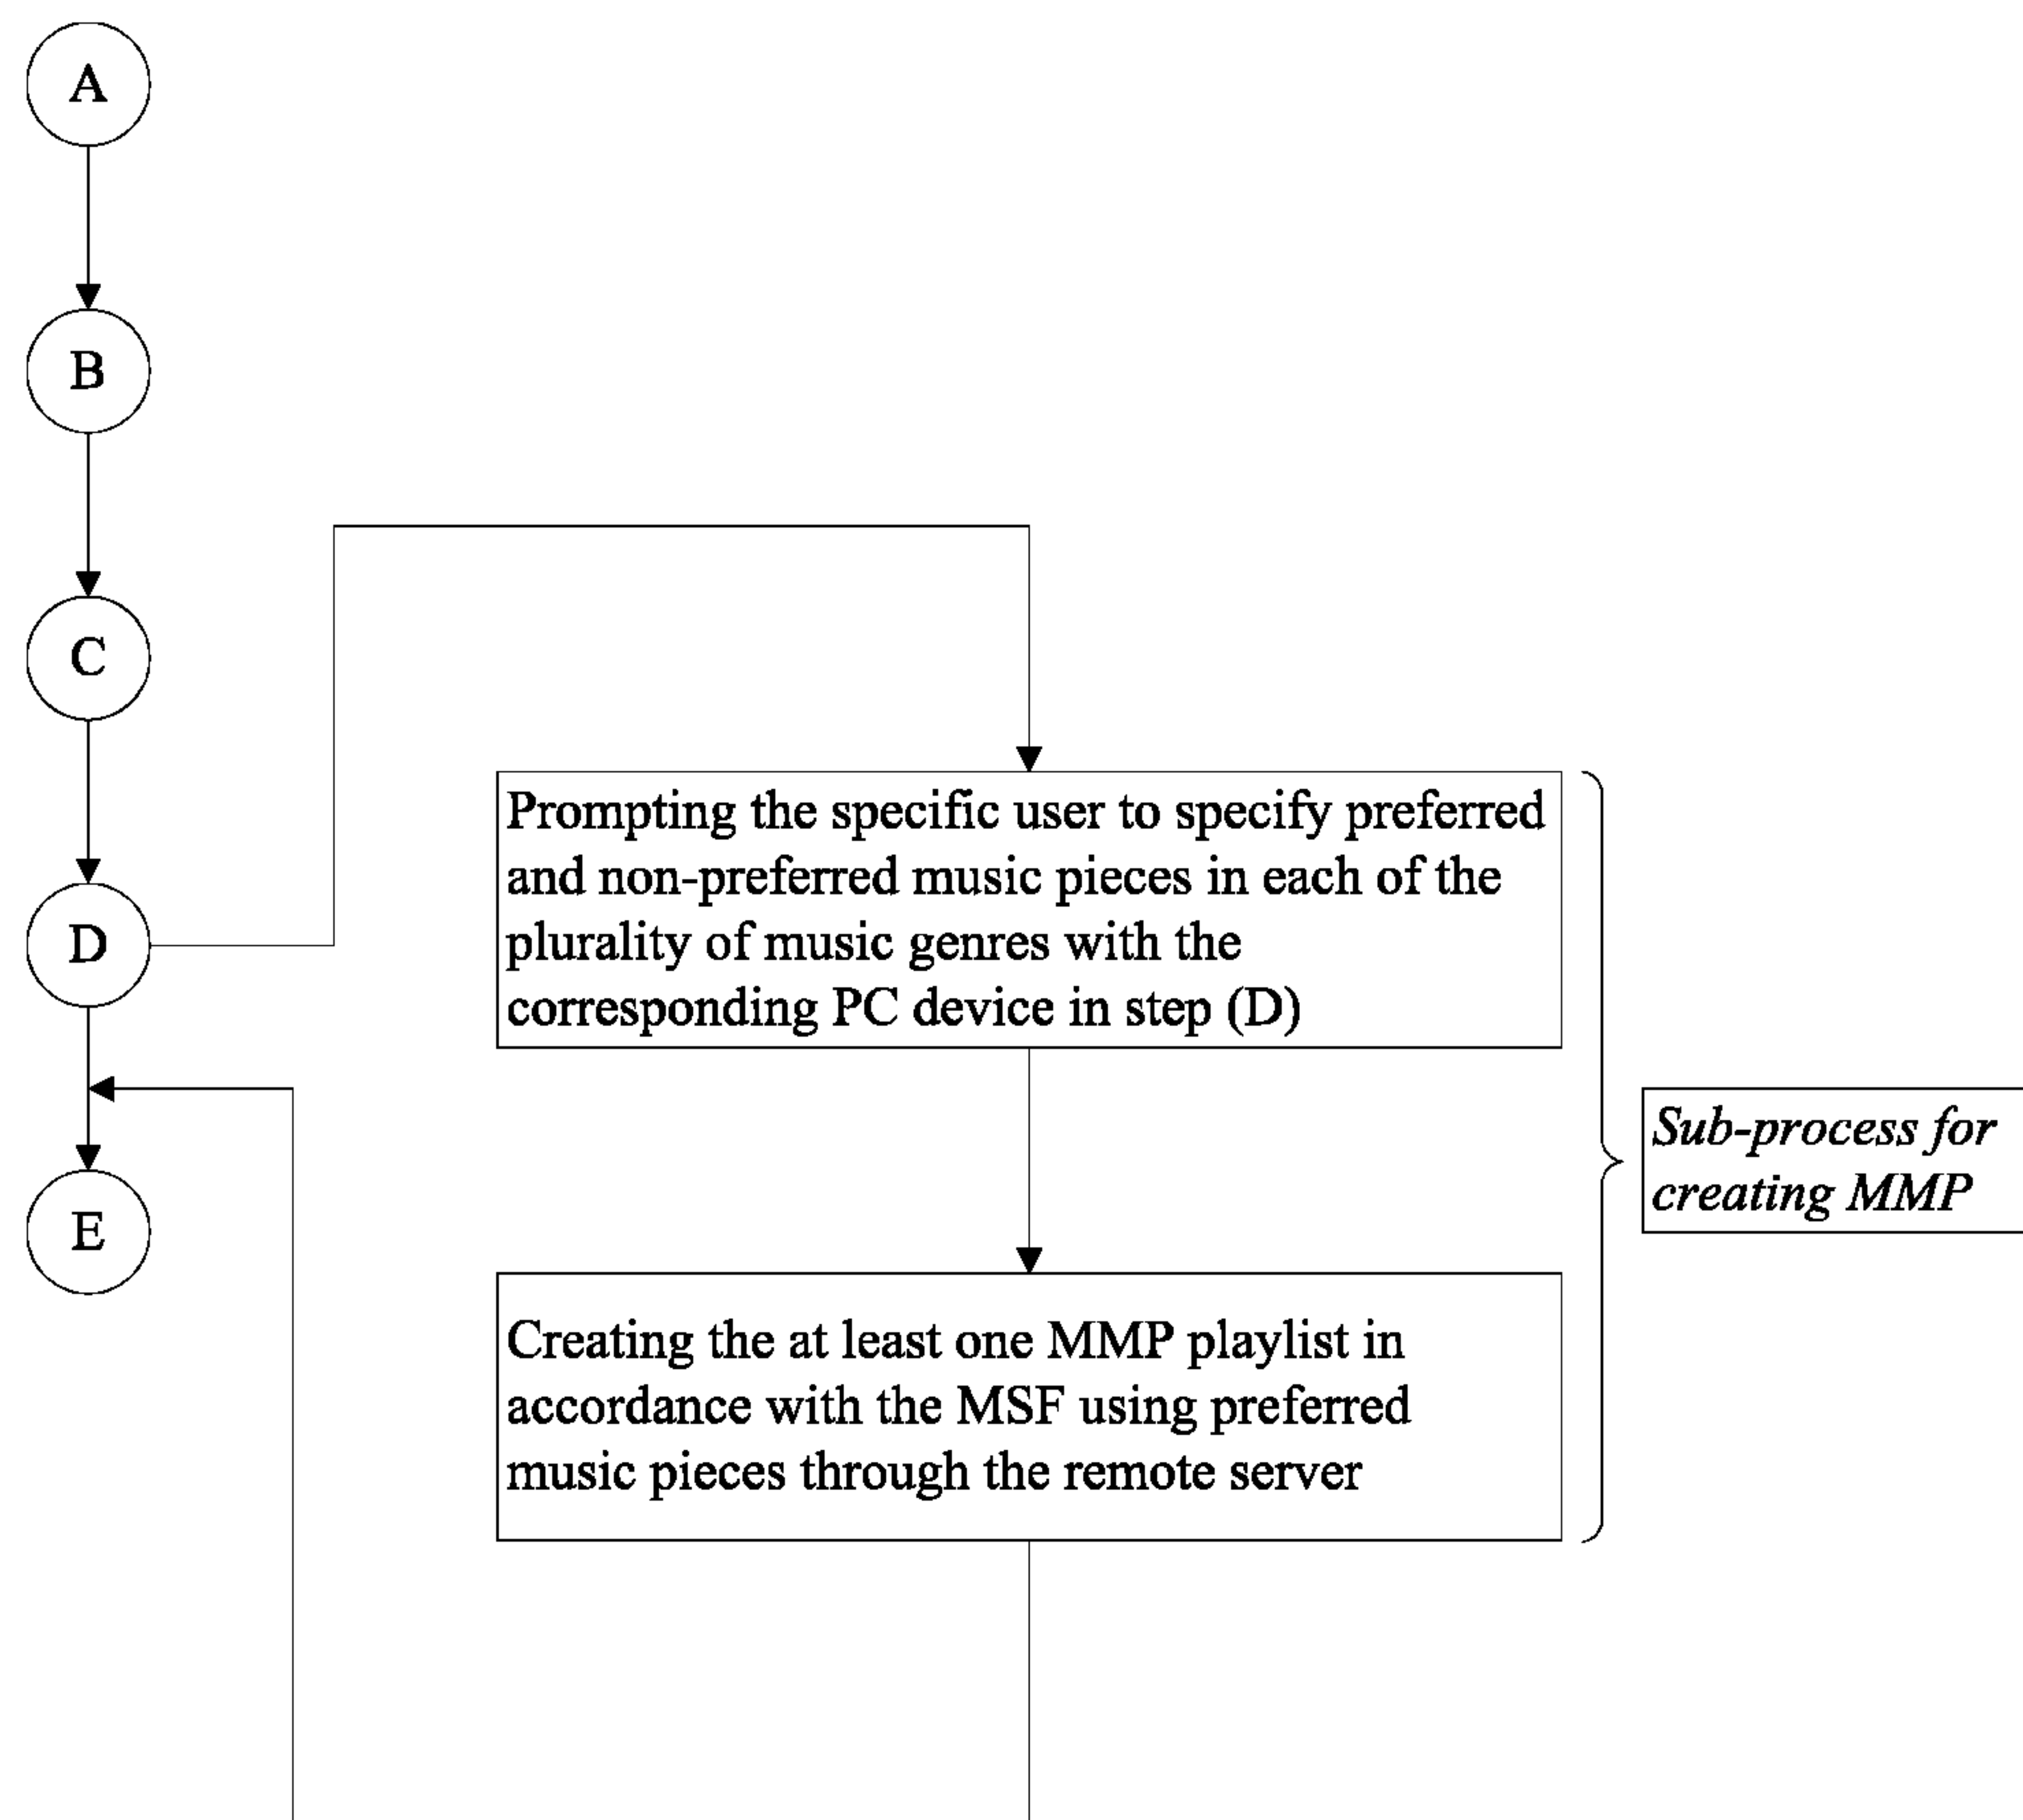 A
B
C
D
E
Prompting the specific user to specify preferred
and non-preferred music pieces in each of the
plurality of music genres with the
corresponding PC device in step (D)
Sub-process for
creating MMP
Creating the at least one MMP playlist in
accordance with the MSF using preferred
music pieces through the remote server